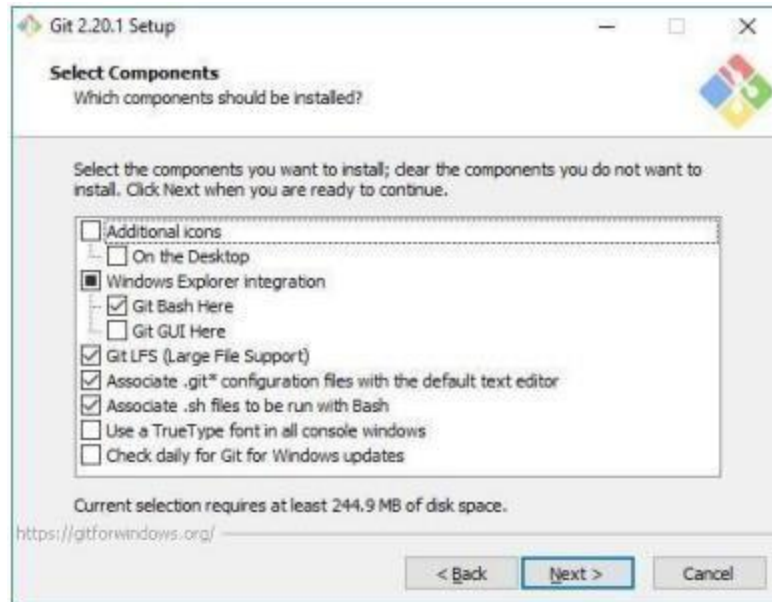 Git 2.20.1 Setup
Select Components
Which components should be installed?
Select the components you want to install; clear the components you do not want to
install. Click Next when you are ready to continue.
Additional icons
On the Desktop
Windows Explorer integration
Git Bash Here
Git GUI Here
Git LFS (Large File Support)
Associate .git* configuration files with the default text editor
Associate .sh files to be run with Bash
Use a TrueType font in all console windows
Check daily for Git for Windows updates
Current selection requires at least 244.9 MB of disk space.
https://gitforwindows.org/
< Back Next > Cancel